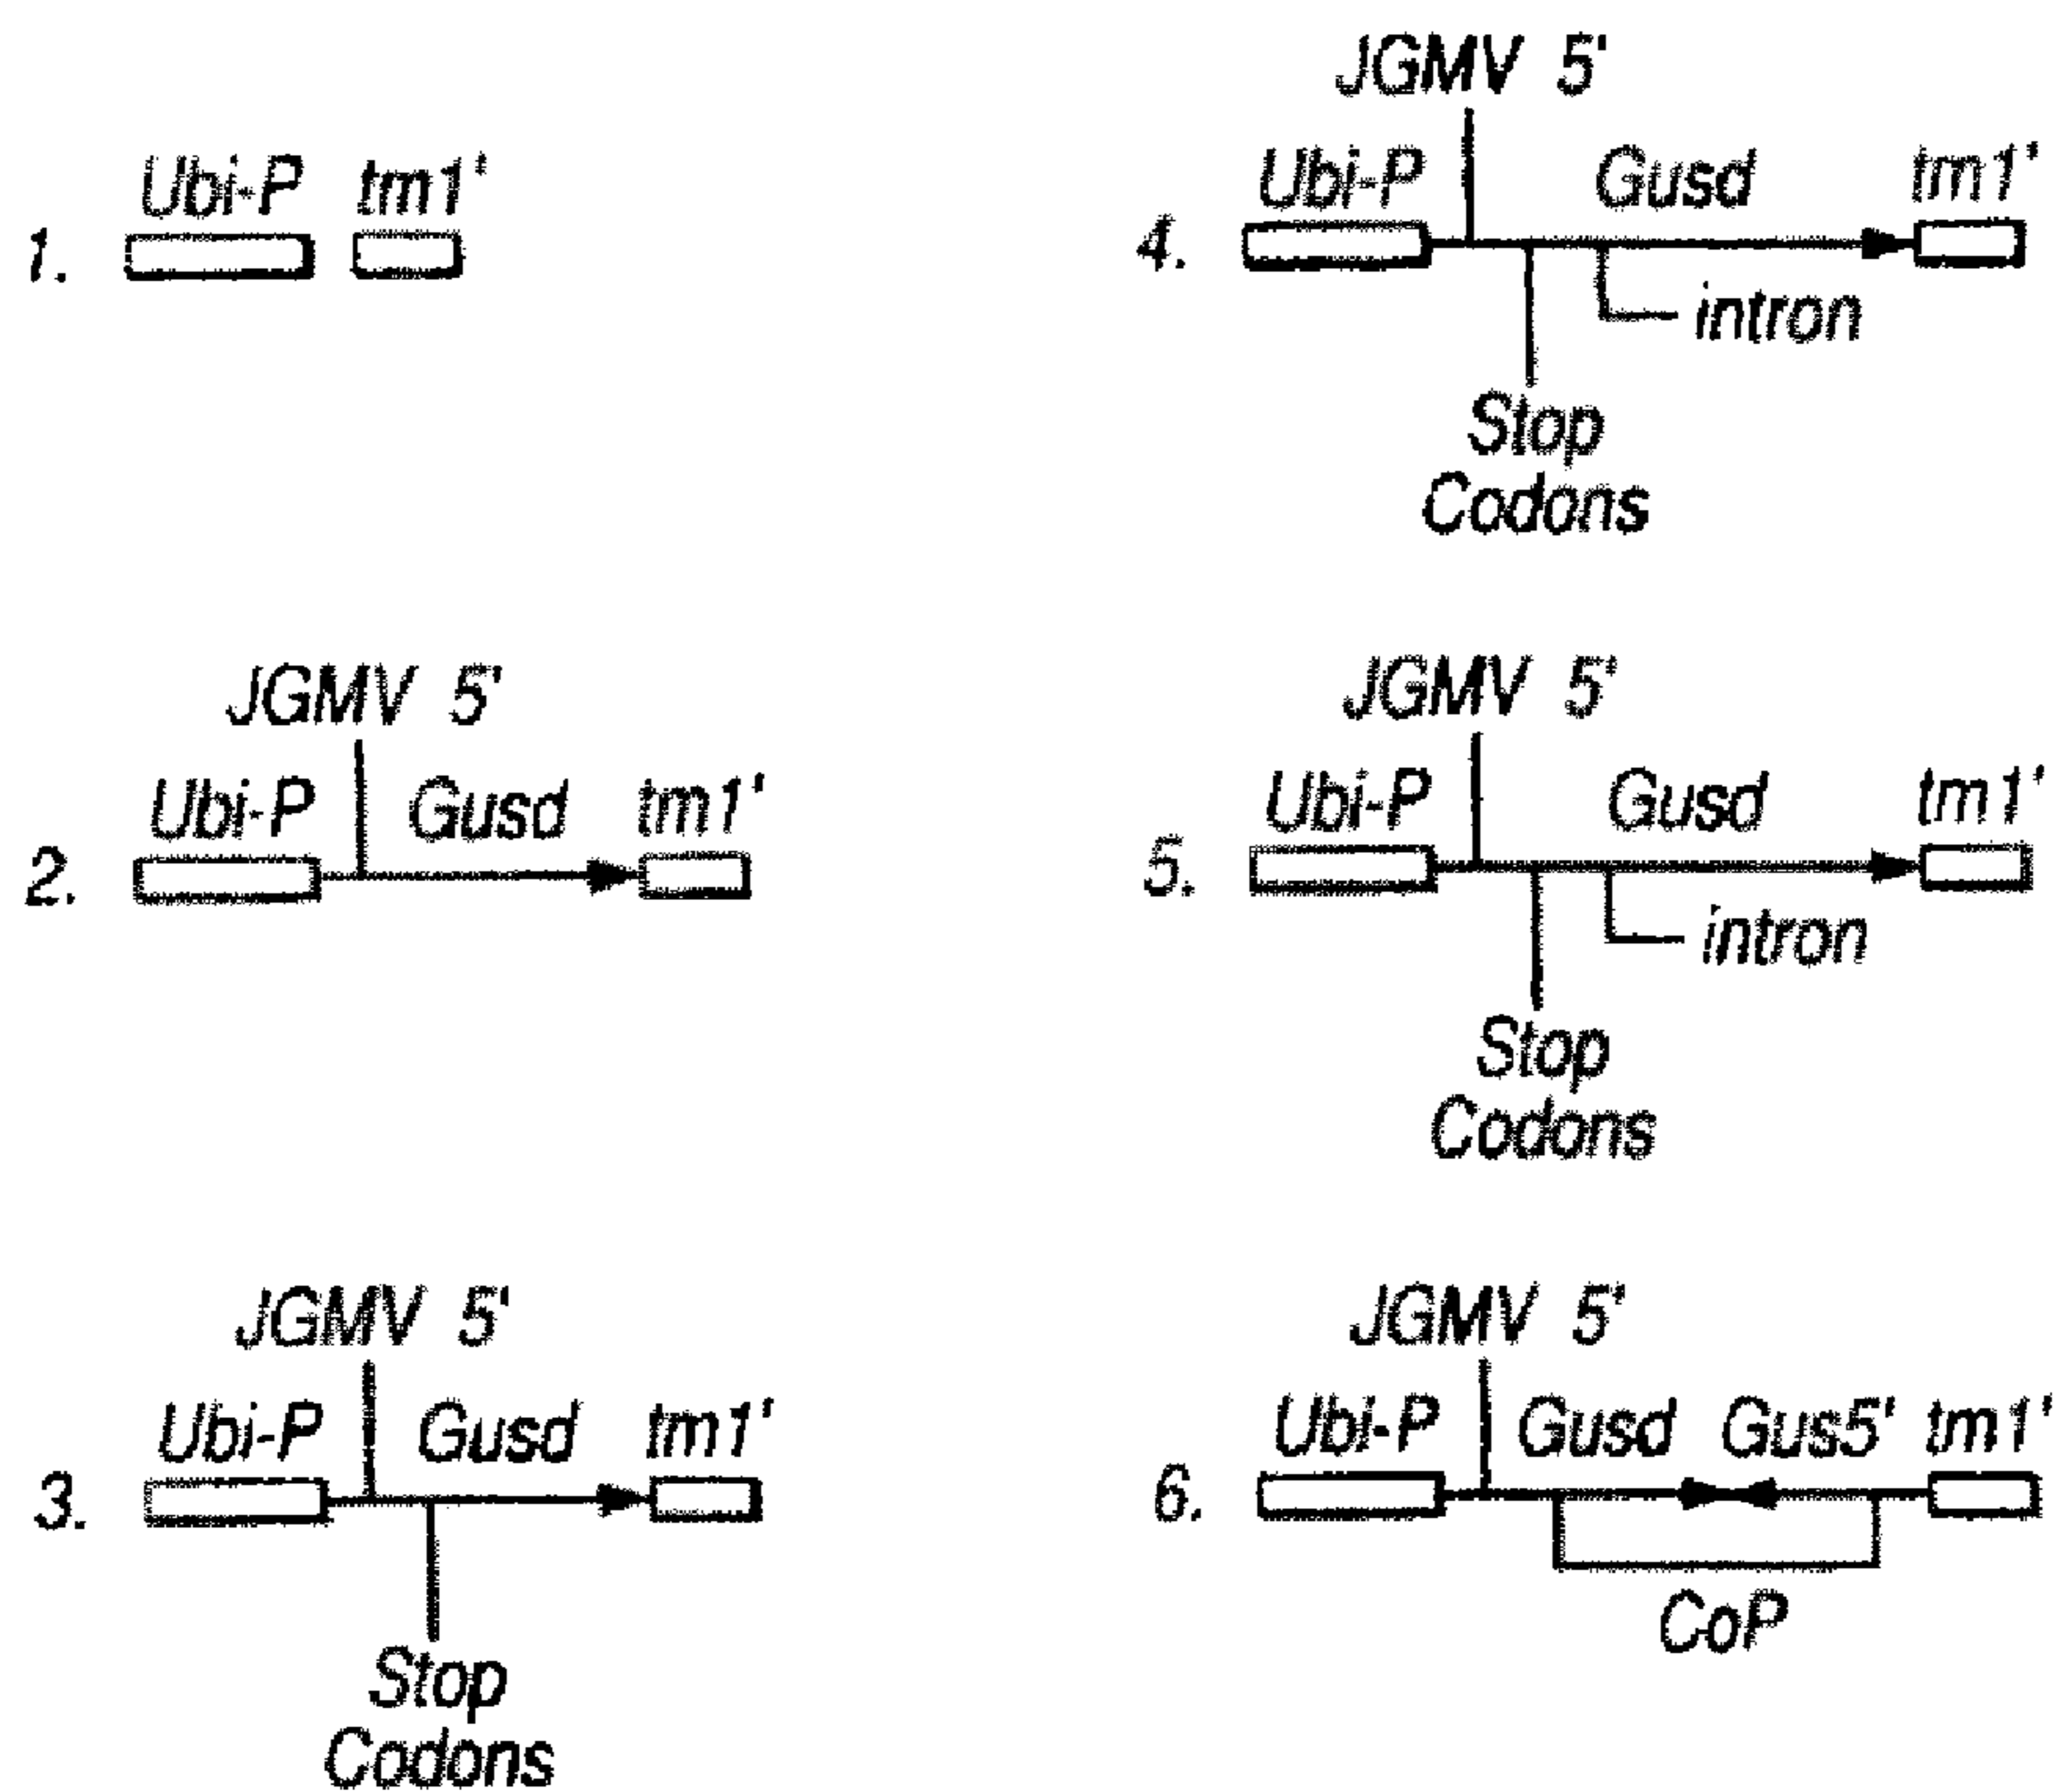 Ubi-P tm1'
1.
JGMV 5'
Ubi-P Gusd tm1'
2.
JGMV 5'
Ubi-P Gusd tm1'
3.
Stop
Codons
JGMV 5'
Ubi-P Gusd tm1'
4.
intron
Stop
Codons
JGMV 5'
Ubi-P Gusd tm1'
5.
intron
Stop
Codons
JGMV 5'
Ubi-P Gusd Gus5' tm1'
6.
CoP